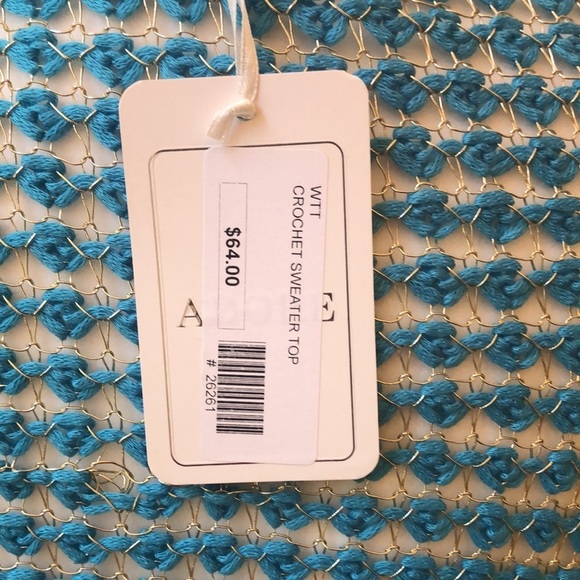 WTT
CROCHET SWEATER TOP
$64.00
# 26261